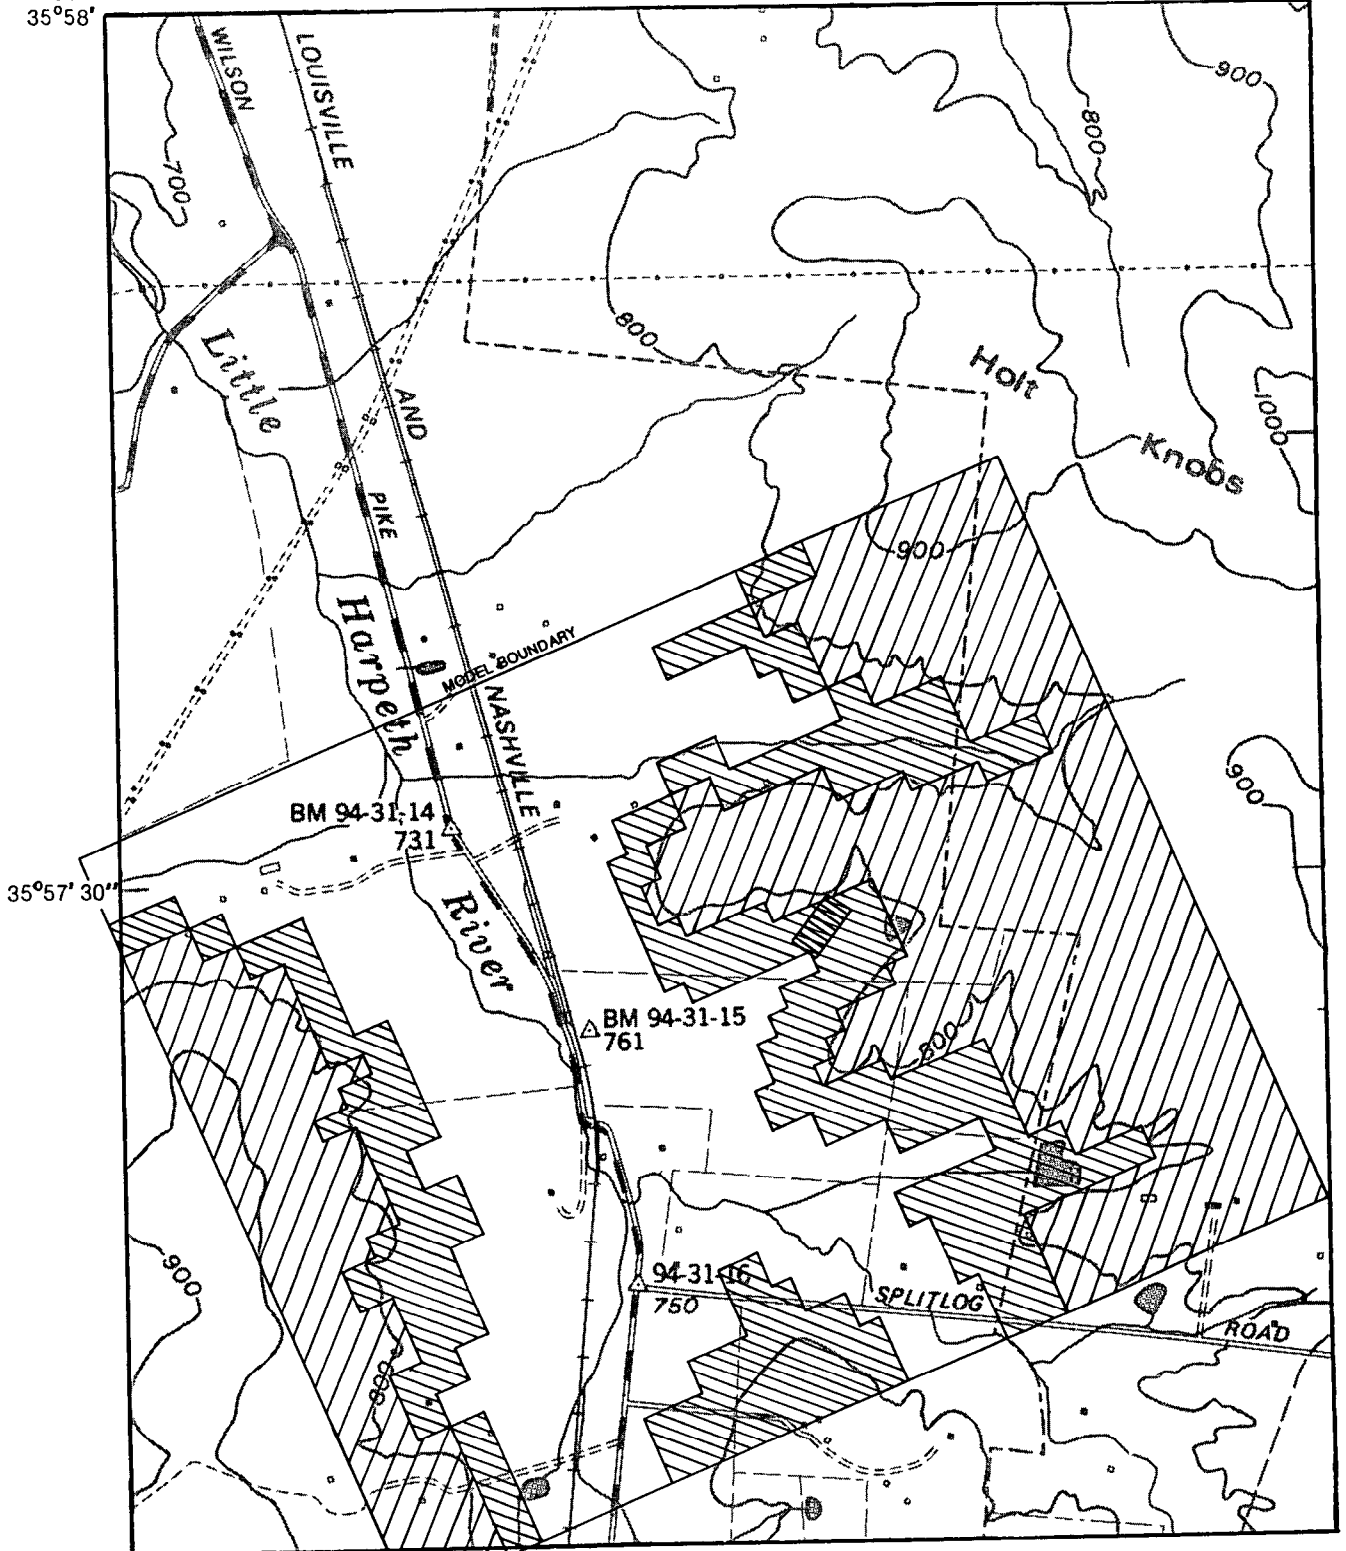 35°58'
WILSON
LOUISVILLE
900
800
700
Little
800
Holt
AND
1000
Knobs
PIKE
900
Harpeth
MODEL BOUNDARY
NASHVILLE
900
BM 94-31-14
731
35°57'30"
River
BM 94-31-15
761
800
900
94-31-16
750
SPLITLOG
ROAD
800